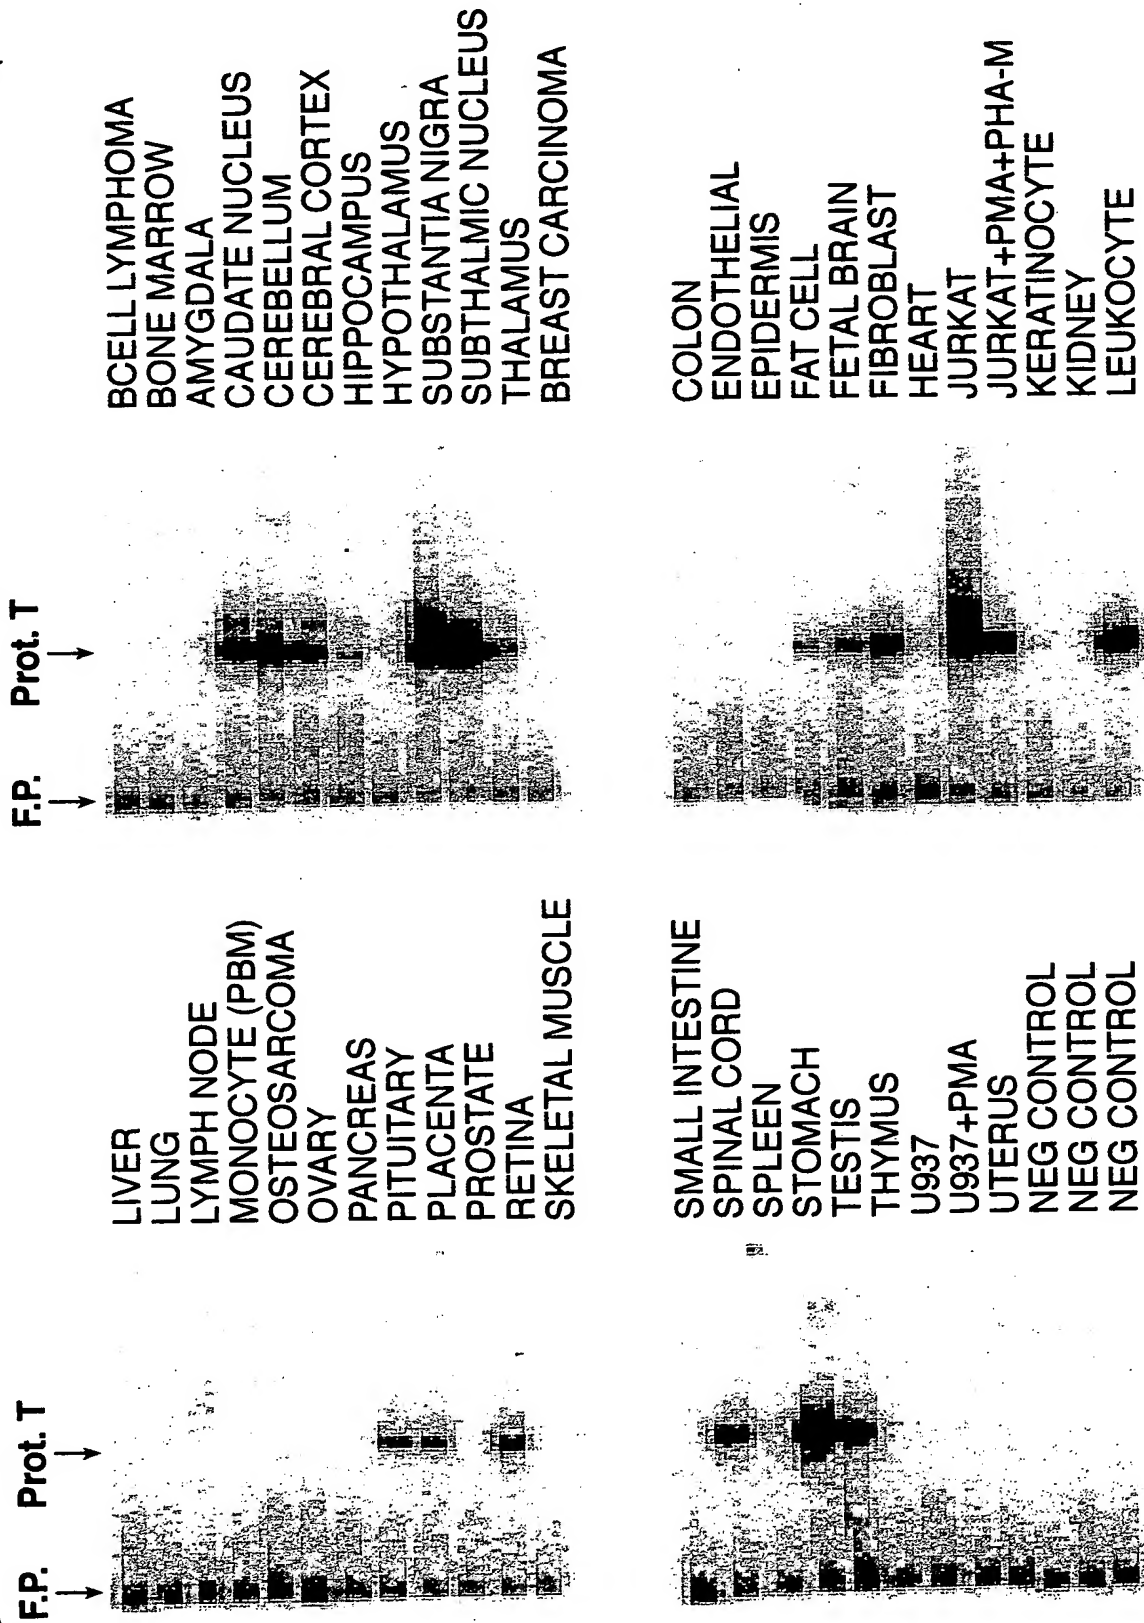 F.P.
Prot. T
BCELL LYMPHOMA
BONE MARROW
AMYGDALA
CAUDATE NUCLEUS
CEREBELLUM
CEREBRAL CORTEX
HIPPOCAMPUS
HYPOTHALAMUS
SUBSTANTIA NIGRA
SUBTHALMIC NUCLEUS
THALAMUS
BREAST CARCINOMA
COLON
ENDOTHELIAL
EPIDERMIS
FAT CELL
FETAL BRAIN
FIBROBLAST
HEART
JURKAT
JURKAT+PMA+PHA-M
KERATINOCYTE
KIDNEY
LEUKOCYTE
F.P.
Prot. T
LIVER
LUNG
LYMPH NODE
MONOCYTE (PBM)
OSTEOSARCOMA
OVARY
PANCREAS
PITUITARY
PLACENTA
PROSTATE
RETINA
SKELETAL MUSCLE
SMALL INTESTINE
SPINAL CORD
SPLEEN
STOMACH
TESTIS
THYMUS
U937
U937+PMA
UTERUS
NEG CONTROL
NEG CONTROL
NEG CONTROL